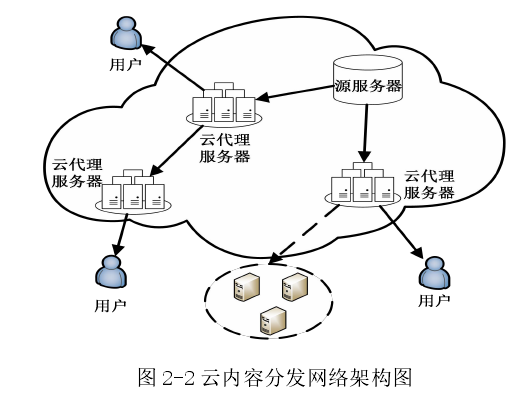 用户
源服务器
云代理
服务器
云代理
服务器
云代理
服务器
用户
用户
图 2-2 云内容分发网络架构图